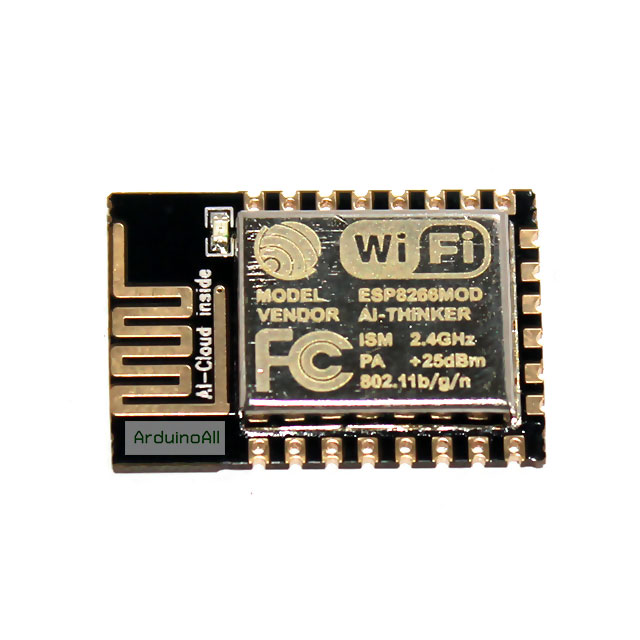 WiFi
MODEL ESP8266MOD
VENDOR AI-THINKER
ISM 2.4GHz
PA +25dBm
802.11b/g/n
FC
AI-Cloud inside
ArduinoAll